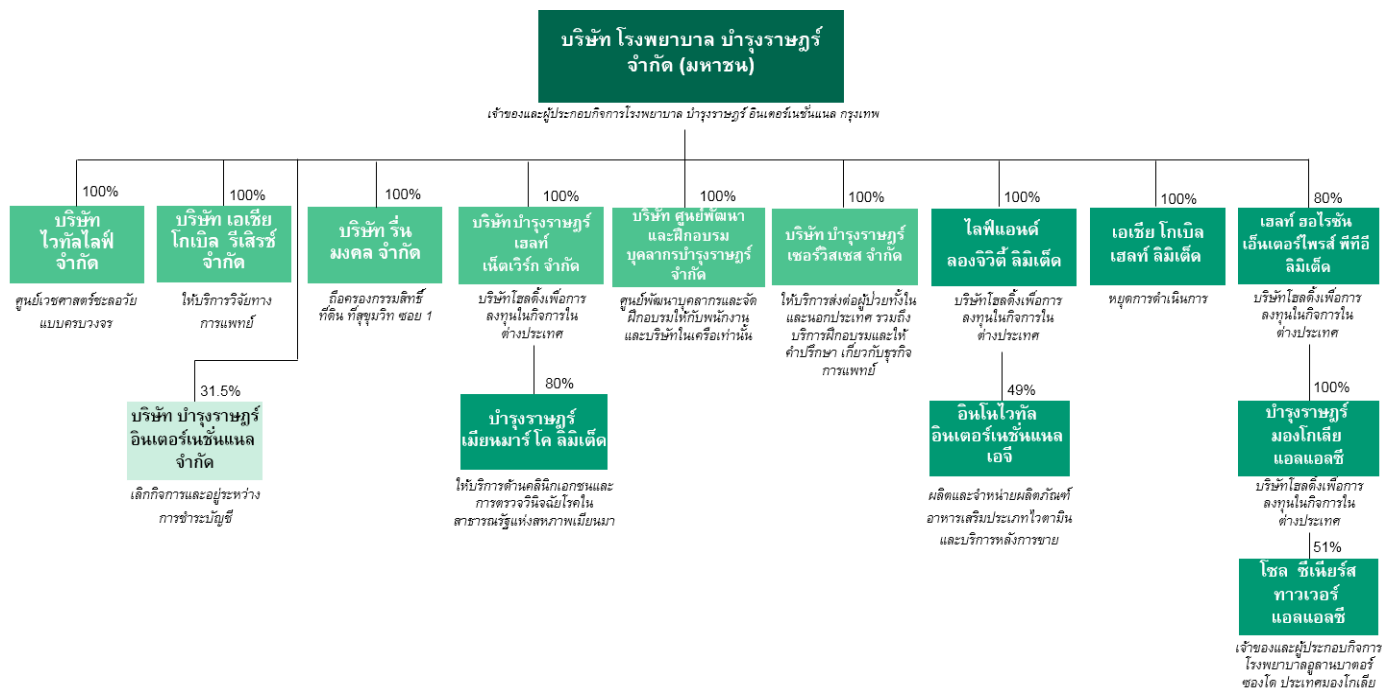 บริษัท โรงพยาบาล บำรุงราษฎร์
จำกัด (มหาชน)
เจ้าของและผู้ประกอบกิจการโรงพยาบาล บำรุงราษฎร์ อินเตอร์เนชั่นแนล กรุงเทพ
100%
บริษัท
ไวทัลไลฟ์
จำกัด
ศูนย์เวชศาสตร์ชะลอวัย
แบบครบวงจร
100%
บริษัท เอเชีย
โกเบิล รีเสิรช์
จำกัด
ให้บริการวิจัยทาง
การแพทย์
100%
บริษัท รื่น
มงคล จำกัด
ถือครองกรรมสิทธิ์
ที่ดิน ที่สุขุมวิท ซอย 1
100%
บริษัท บำรุงราษฎร์
เฮลท์
เน็ตเวิร์ก จำกัด
บริษัทโฮลดิ้งเพื่อการ
ลงทุนในกิจการใน
ต่างประเทศ
100%
บริษัท ศูนย์พัฒนา
และฝึกอบรม
บุคลากรบำรุงราษฎร์
จำกัด
ศูนย์พัฒนาบุคลากรและจัด
ฝึกอบรมให้กับพนักงาน
และบริษัทในเครือเท่านั้น
100%
บริษัท บำรุงราษฎร์
เซอร์วิสเซส จำกัด
ให้บริการส่งต่อผู้ป่วยทั้งใน
และนอกประเทศ รวมถึง
บริการฝึกอบรมและให้
คำปรึกษา เกี่ยวกับธุรกิจ
การแพทย์
100%
ไลฟ์แอนด์
ลองจิวิตี้ ลิมิเต็ด
บริษัทโฮลดิ้งเพื่อการ
ลงทุนในกิจการใน
ต่างประเทศ
100%
เอเชีย โกเบิล
เฮลท์ ลิมิเต็ด
หยุดการดำเนินการ
80%
เฮลท์ ฮอไรซัน
เอ็นเตอร์ไพรส์ พีทีอี
ลิมิเต็ด
บริษัทโฮลดิ้งเพื่อการ
ลงทุนในกิจการใน
ต่างประเทศ
31.5%
บริษัท บำรุงราษฎร์
อินเตอร์เนชั่นแนล
จำกัด
เลิกกิจการและอยู่ระหว่าง
การชำระบัญชี
80%
บำรุงราษฎร์
เมียนมาร์ โค ลิมิเต็ด
ให้บริการด้านคลินิกเอกชนและ
การตรวจวินิจฉัยโรคใน
สาธารณรัฐแห่งสหภาพเมียนมา
49%
อินโนไวทัล
อินเตอร์เนชั่นแนล
เอจี
ผลิตและจำหน่ายผลิตภัณฑ์
อาหารเสริมประเภทไวตามิน
และบริการหลังการขาย
100%
บำรุงราษฎร์
มองโกเลีย
แอลแอลซี
บริษัทโฮลดิ้งเพื่อการ
ลงทุนในกิจการใน
ต่างประเทศ
51%
โซล ซีเนียร์ส
ทาวเวอร์
แอลแอลซี
เจ้าของและผู้ประกอบกิจการ
โรงพยาบาลอูลานบาตอร์
ซองโด ประเทศมองโกเลีย